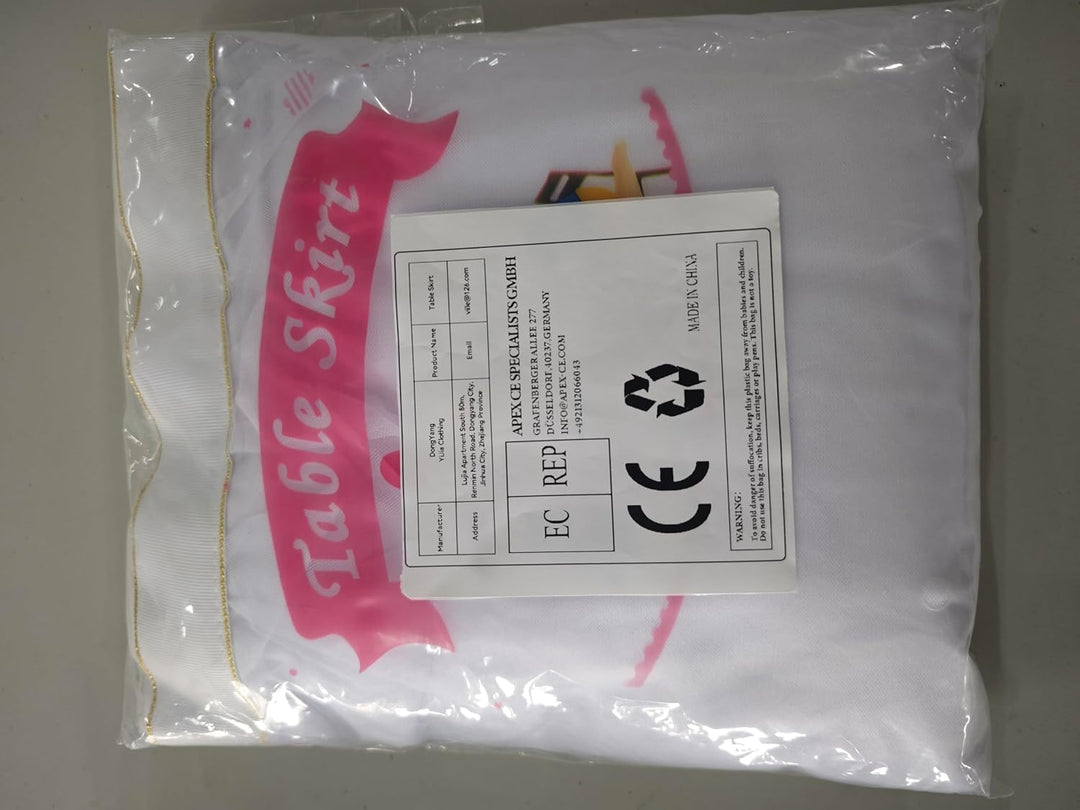 Table Skirt
Manufacturer
DongYang
YiJia Clothing
Product Name
Table Skirt
Address
Lujia Apartment South 50m,
Renmin North Road, Dongyang City,
Jinhua City, Zhejiang Province
Email
ville@126.com
EC REP
APEX CE SPECIALISTS GMBH
GRAFENBERGER ALLEE 277
DÜSSELDORF,40237,GERMANY
INFO@APEX-CE.COM
+4921312066043
CE
MADE IN CHINA
WARNING:
To avoid danger of suffocation, keep this plastic bag away from babies and children.
Do not use this bag in cribs, beds, carriages or play pens. This bag is not a toy.